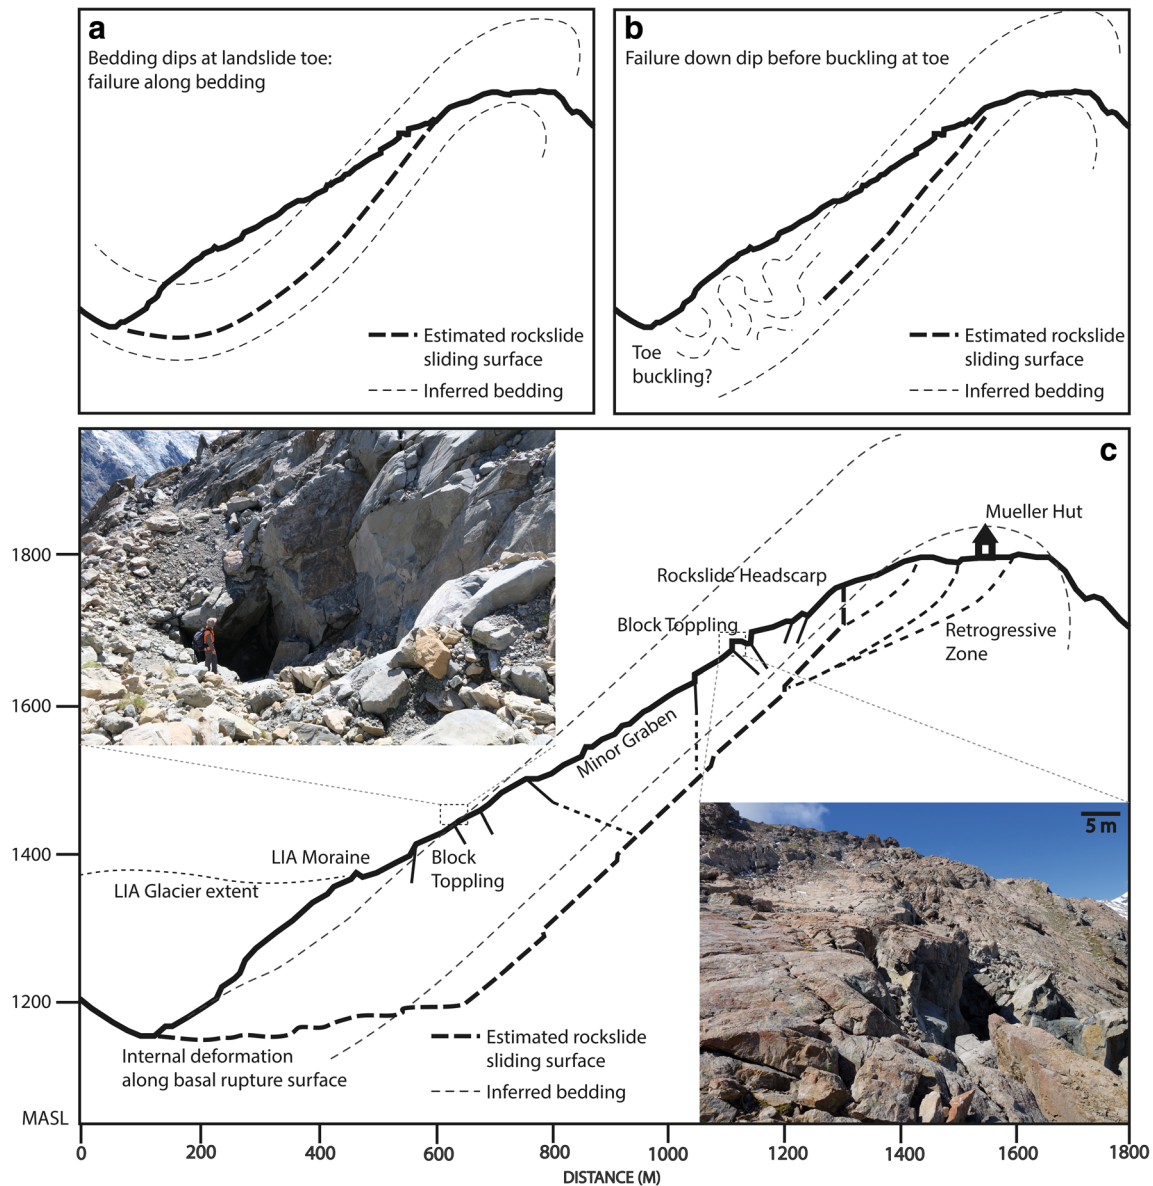 a
Bedding dips at landslide toe:
failure along bedding
Estimated rockslide
sliding surface
Inferred bedding
b
Failure down dip before buckling at toe
Toe
buckling?
Estimated rockslide
sliding surface
Inferred bedding
c
Mueller Hut
Rockslide Headscarp
Block Toppling
Retrogressive
Zone
Minor Graben
LIA Moraine
LIA Glacier extent
Block
Toppling
5 m
Internal deformation
along basal rupture surface
Estimated rockslide
sliding surface
Inferred bedding
1800
1600
1400
1200
MASL
0 200 400 600 800 1000 1200 1400 1600 1800
DISTANCE (M)